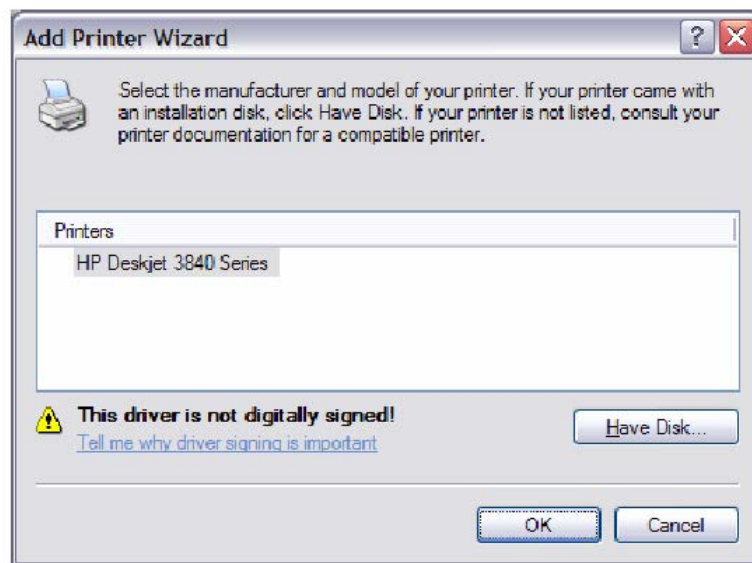 Add Printer Wizard
Select the manufacturer and model of your printer. If your printer came with
an installation disk, click Have Disk. If your printer is not listed, consult your
printer documentation for a compatible printer.
Printers
HP Deskjet 3840 Series
This driver is not digitally signed!
Tell me why driver signing is important
Have Disk...
OK
Cancel